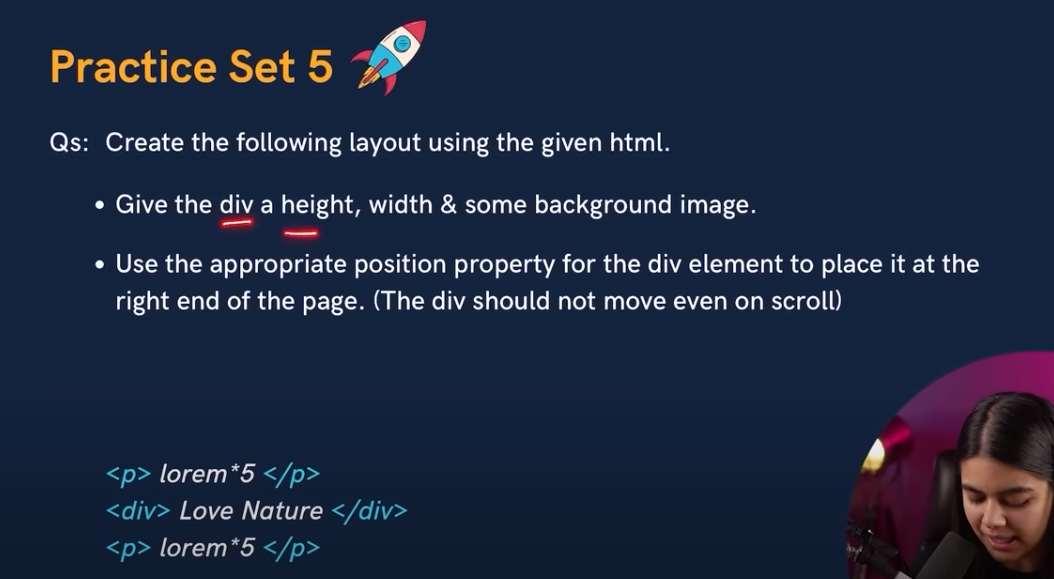 Practice Set 5
Qs: Create the following layout using the given html.
• Give the div a height, width & some background image.
• Use the appropriate position property for the div element to place it at the
right end of the page. (The div should not move even on scroll)
<p> lorem*5 </p>
<div> Love Nature </div>
<p> lorem*5 </p>